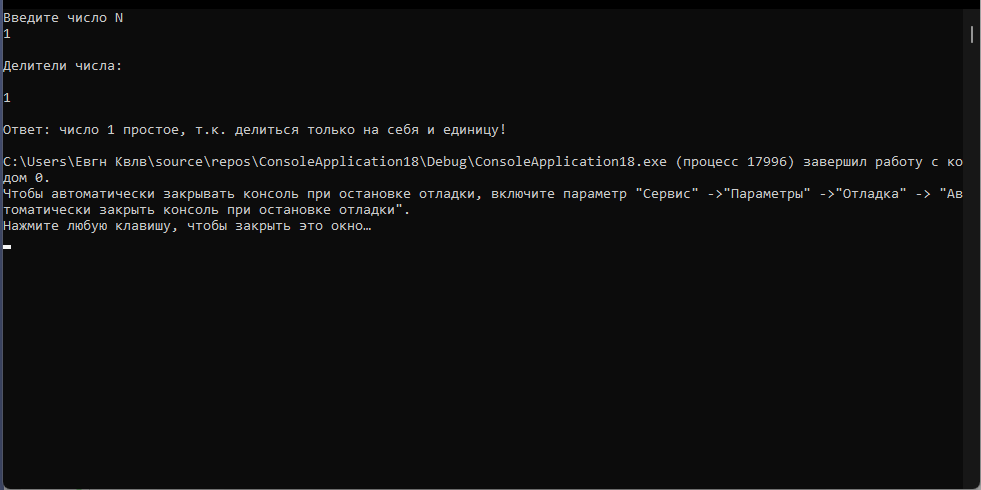 Введите число N
1
Делители числа:
1
Ответ: число 1 простое, т.к. делиться только на себя и единицу!
C:\Users\Евгн Квлв\source\repos\ConsoleApplication18\Debug\ConsoleApplication18.exe (процесс 17996) завершил работу с ко
дом 0.
Чтобы автоматически закрывать консоль при остановке отладки, включите параметр "Сервис" ->"Параметры" ->"Отладка" -> "Ав
томатически закрыть консоль при остановке отладки".
Нажмите любую клавишу, чтобы закрыть это окно…